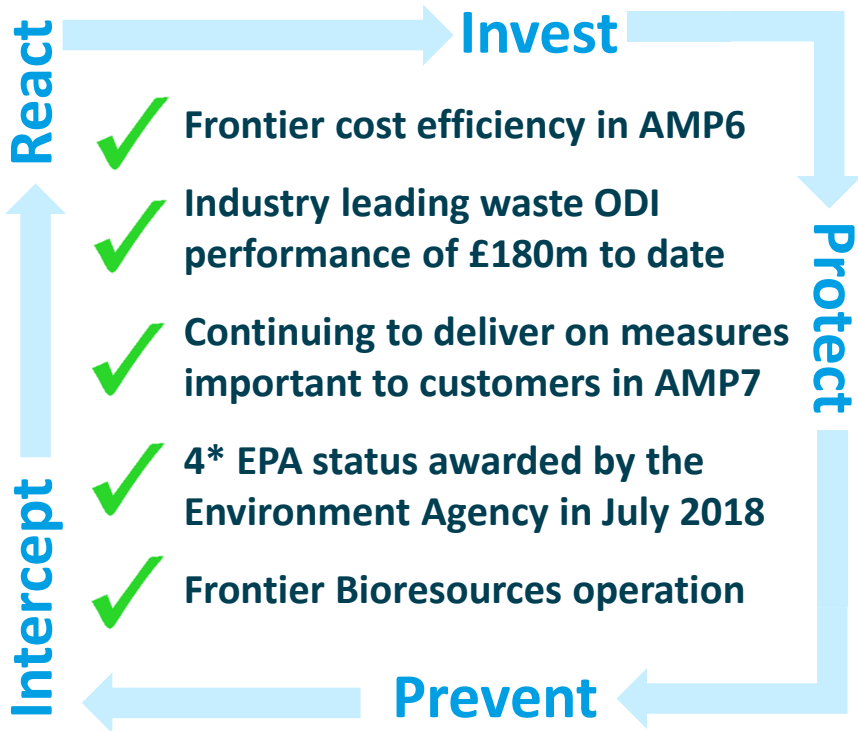 React
Invest
Frontier cost efficiency in AMP6
Industry leading waste ODI
performance of £180m to date
Protect
Continuing to deliver on measures
important to customers in AMP7
4* EPA status awarded by the
Environment Agency in July 2018
Intercept
Frontier Bioresources operation
Prevent